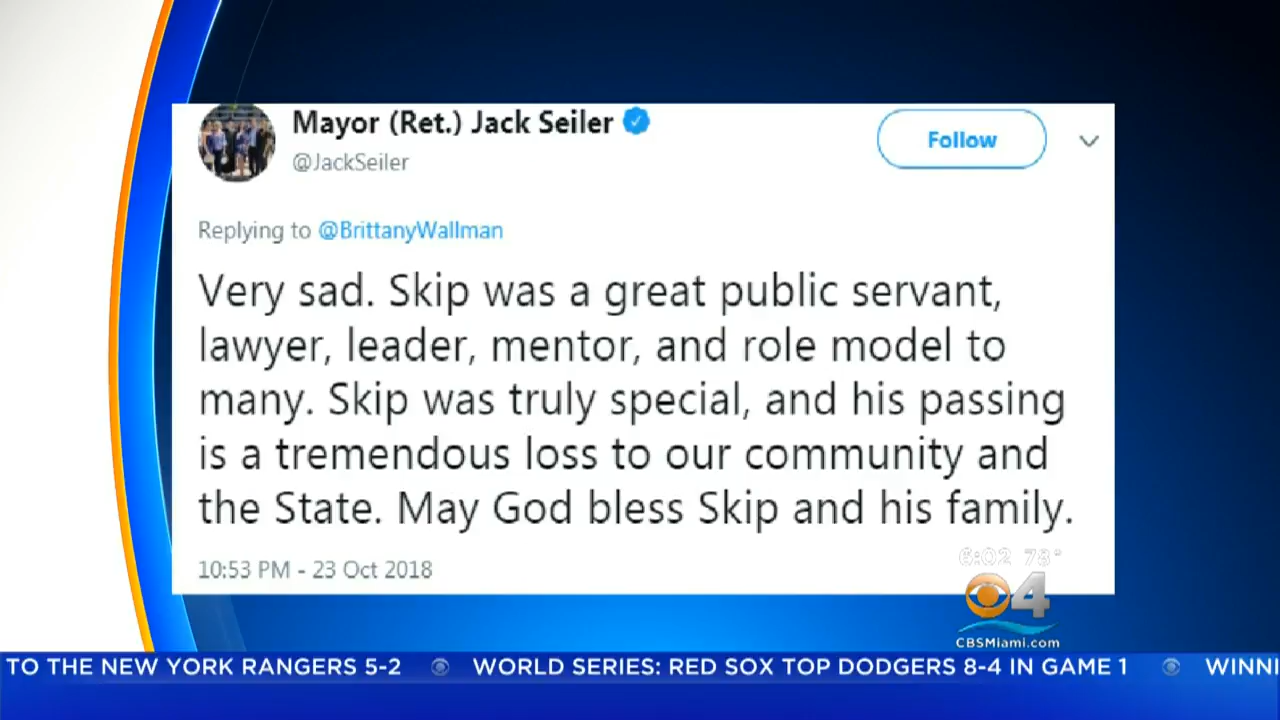 Mayor (Ret.) Jack Seiler
@JackSeiler
Follow
Replying to @BrittanyWallman
Very sad. Skip was a great public servant,
lawyer, leader, mentor, and role model to
many. Skip was truly special, and his passing
is a tremendous loss to our community and
the State. May God bless Skip and his family.
10:53 PM - 23 Oct 2018
6:02 78°
4
CBSMiami.com
TO THE NEW YORK RANGERS 5-2 WORLD SERIES: RED SOX TOP DODGERS 8-4 IN GAME 1 WINNI